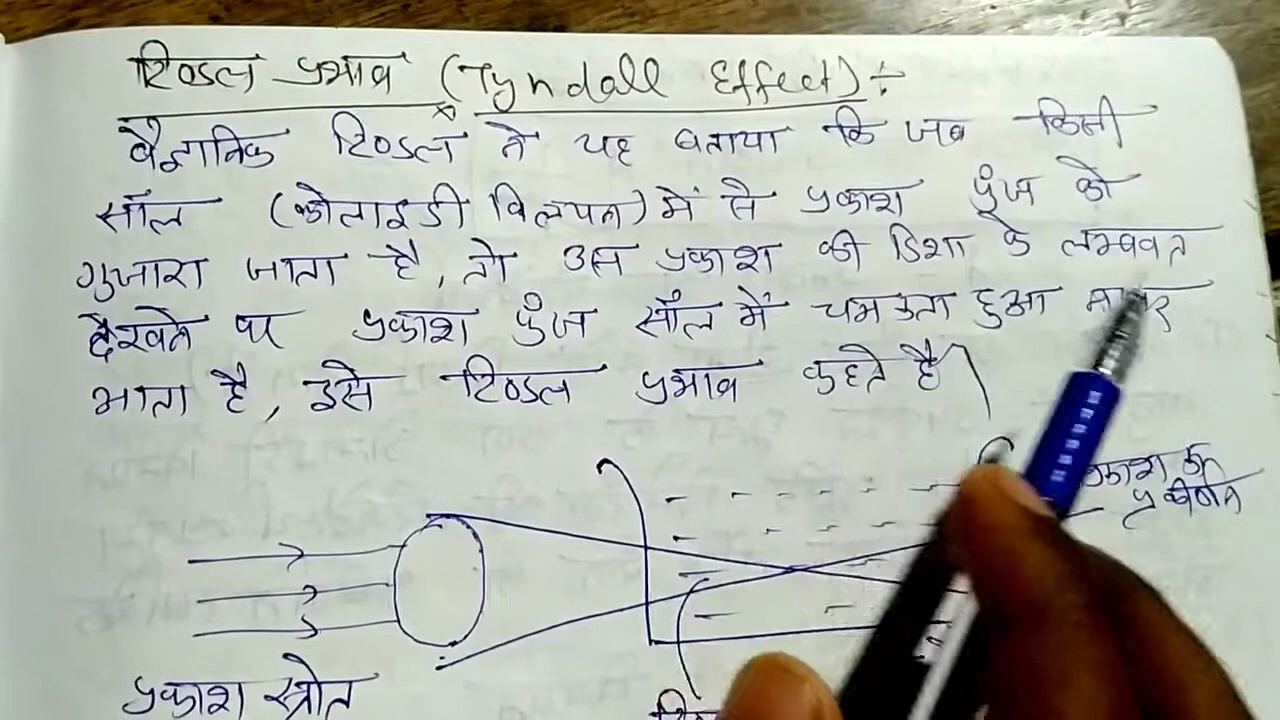 टिण्डल प्रभाव (Tyndall Effect) ÷
वैज्ञानिक टिण्डल ने यह बताया कि जब किसी
सॉल (कोलाइडी विलयन) में से प्रकाश पुंज को
गुजारा जाता है, तो उस प्रकाश की दिशा के लम्बवत
देखने पर प्रकाश पुंज सॉल में चमकता हुआ
आता है, इसे टिण्डल प्रभाव कहते है
प्रकाश का
प्रकीर्णन
प्रकाश स्त्रोत